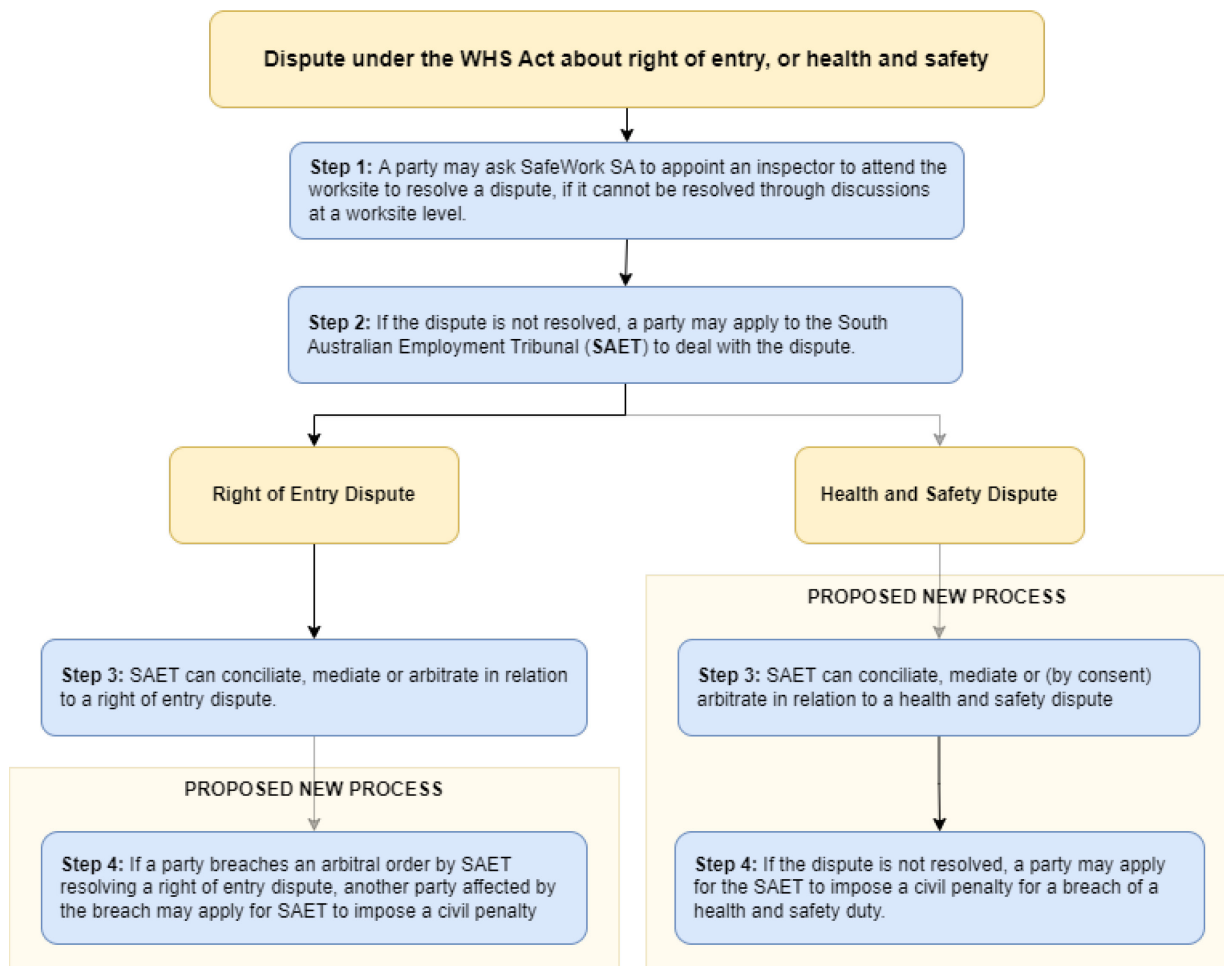 Dispute under the WHS Act about right of entry, or health and safety
Step 1: A party may ask SafeWork SA to appoint an inspector to attend the
worksite to resolve a dispute, if it cannot be resolved through discussions
at a worksite level.
Step 2: If the dispute is not resolved, a party may apply to the South
Australian Employment Tribunal (SAET) to deal with the dispute.
Right of Entry Dispute
Step 3: SAET can conciliate, mediate or arbitrate in relation
to a right of entry dispute.
PROPOSED NEW PROCESS
Step 4: If a party breaches an arbitral order by SAET
resolving a right of entry dispute, another party affected by
the breach may apply for SAET to impose a civil penalty
Health and Safety Dispute
PROPOSED NEW PROCESS
Step 3: SAET can conciliate, mediate or (by consent)
arbitrate in relation to a health and safety dispute
Step 4: If the dispute is not resolved, a party may apply
for the SAET to impose a civil penalty for a breach of a
health and safety duty.